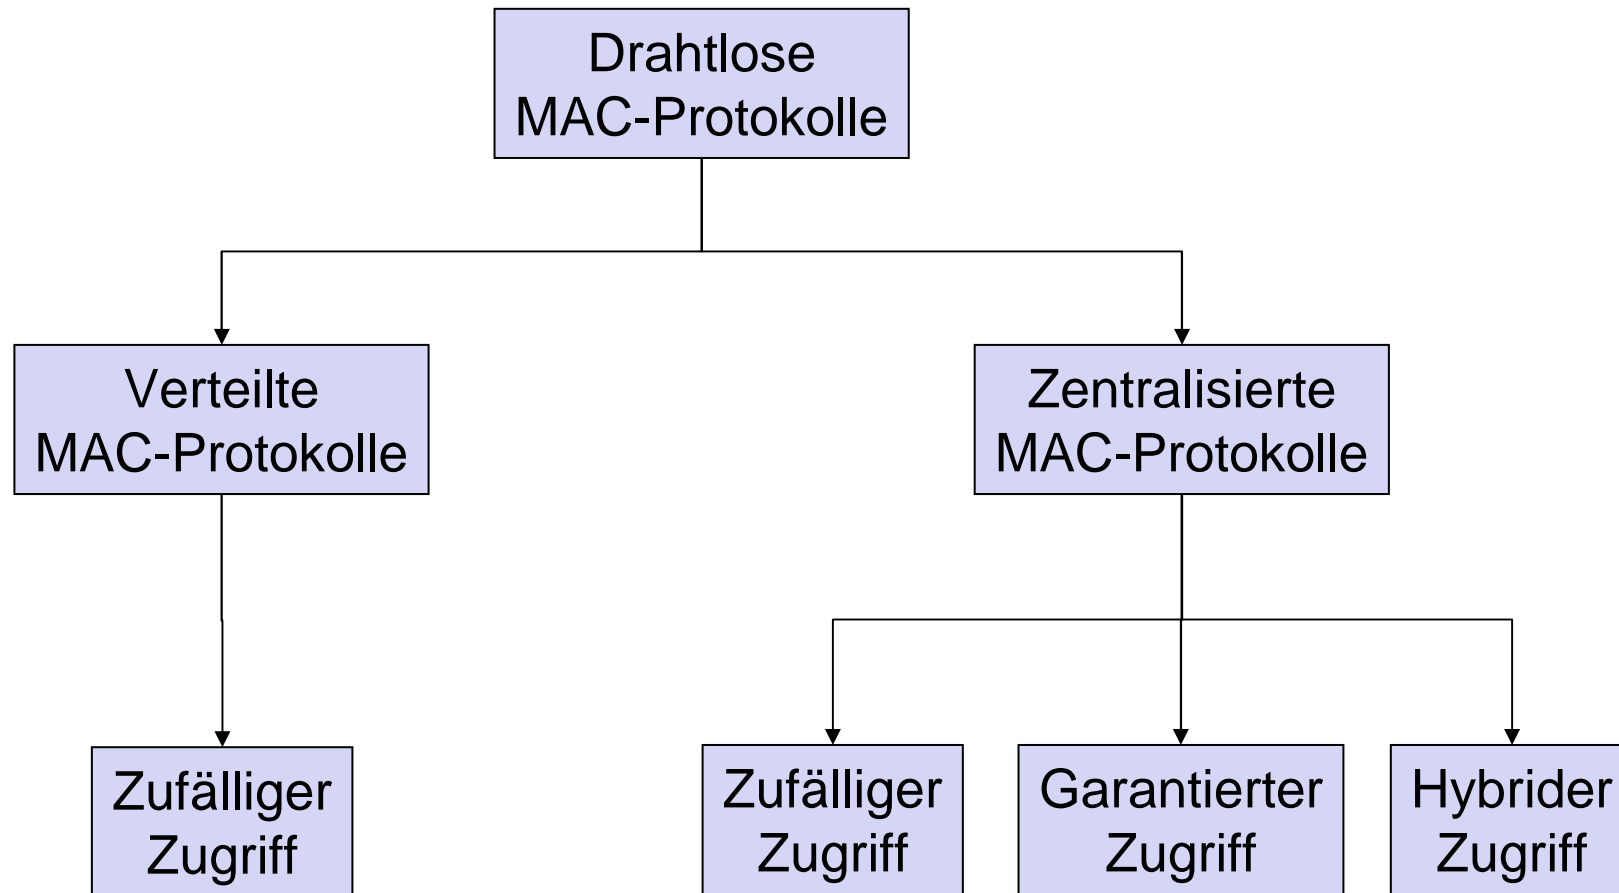 Drahtlose
MAC-Protokolle
Verteilte
MAC-Protokolle
Zentralisierte
MAC-Protokolle
Zufälliger
Zugriff
Zufälliger
Zugriff
Garantierter
Zugriff
Hybrider
Zugriff